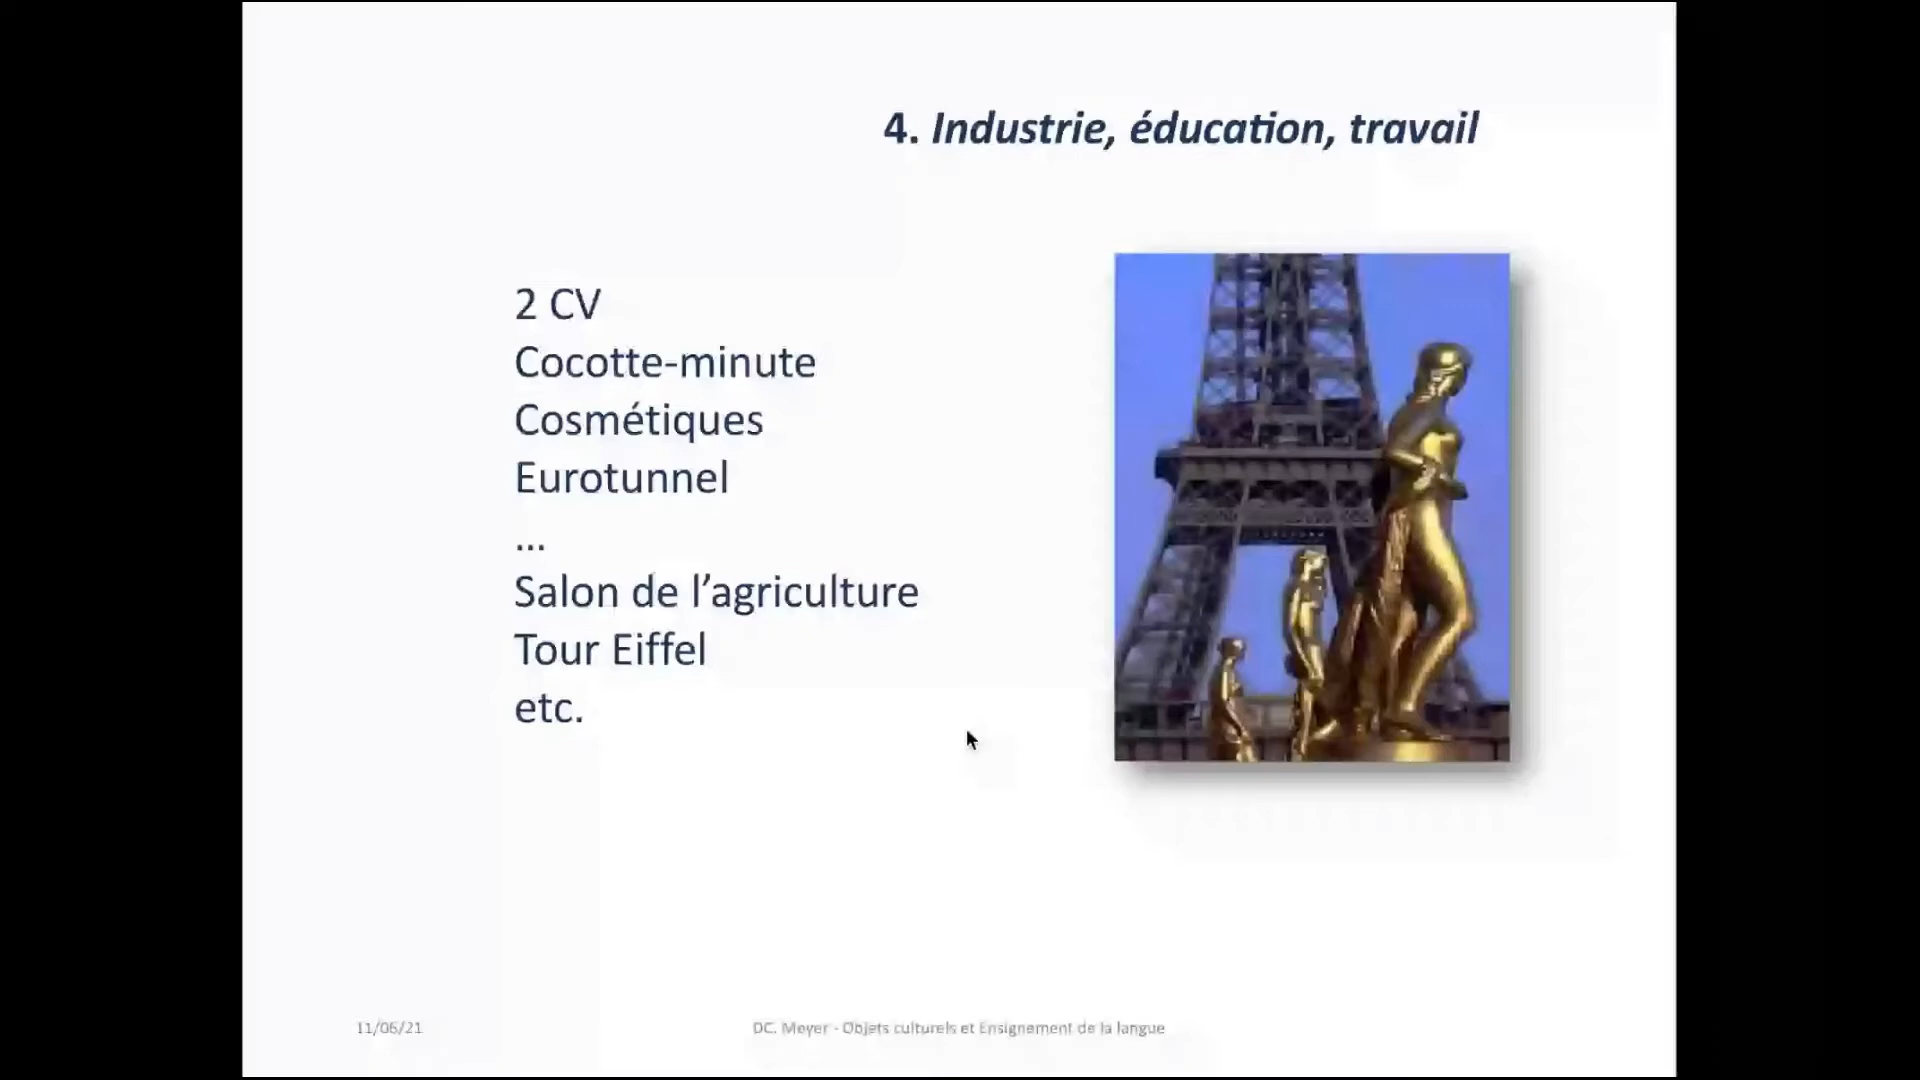 4. Industrie, éducation, travail
2 CV
Cocotte-minute
Cosmétiques
Eurotunnel
...
Salon de l’agriculture
Tour Eiffel
etc.
11/06/21
DC. Meyer - Objets culturels et Ensignement de la langue